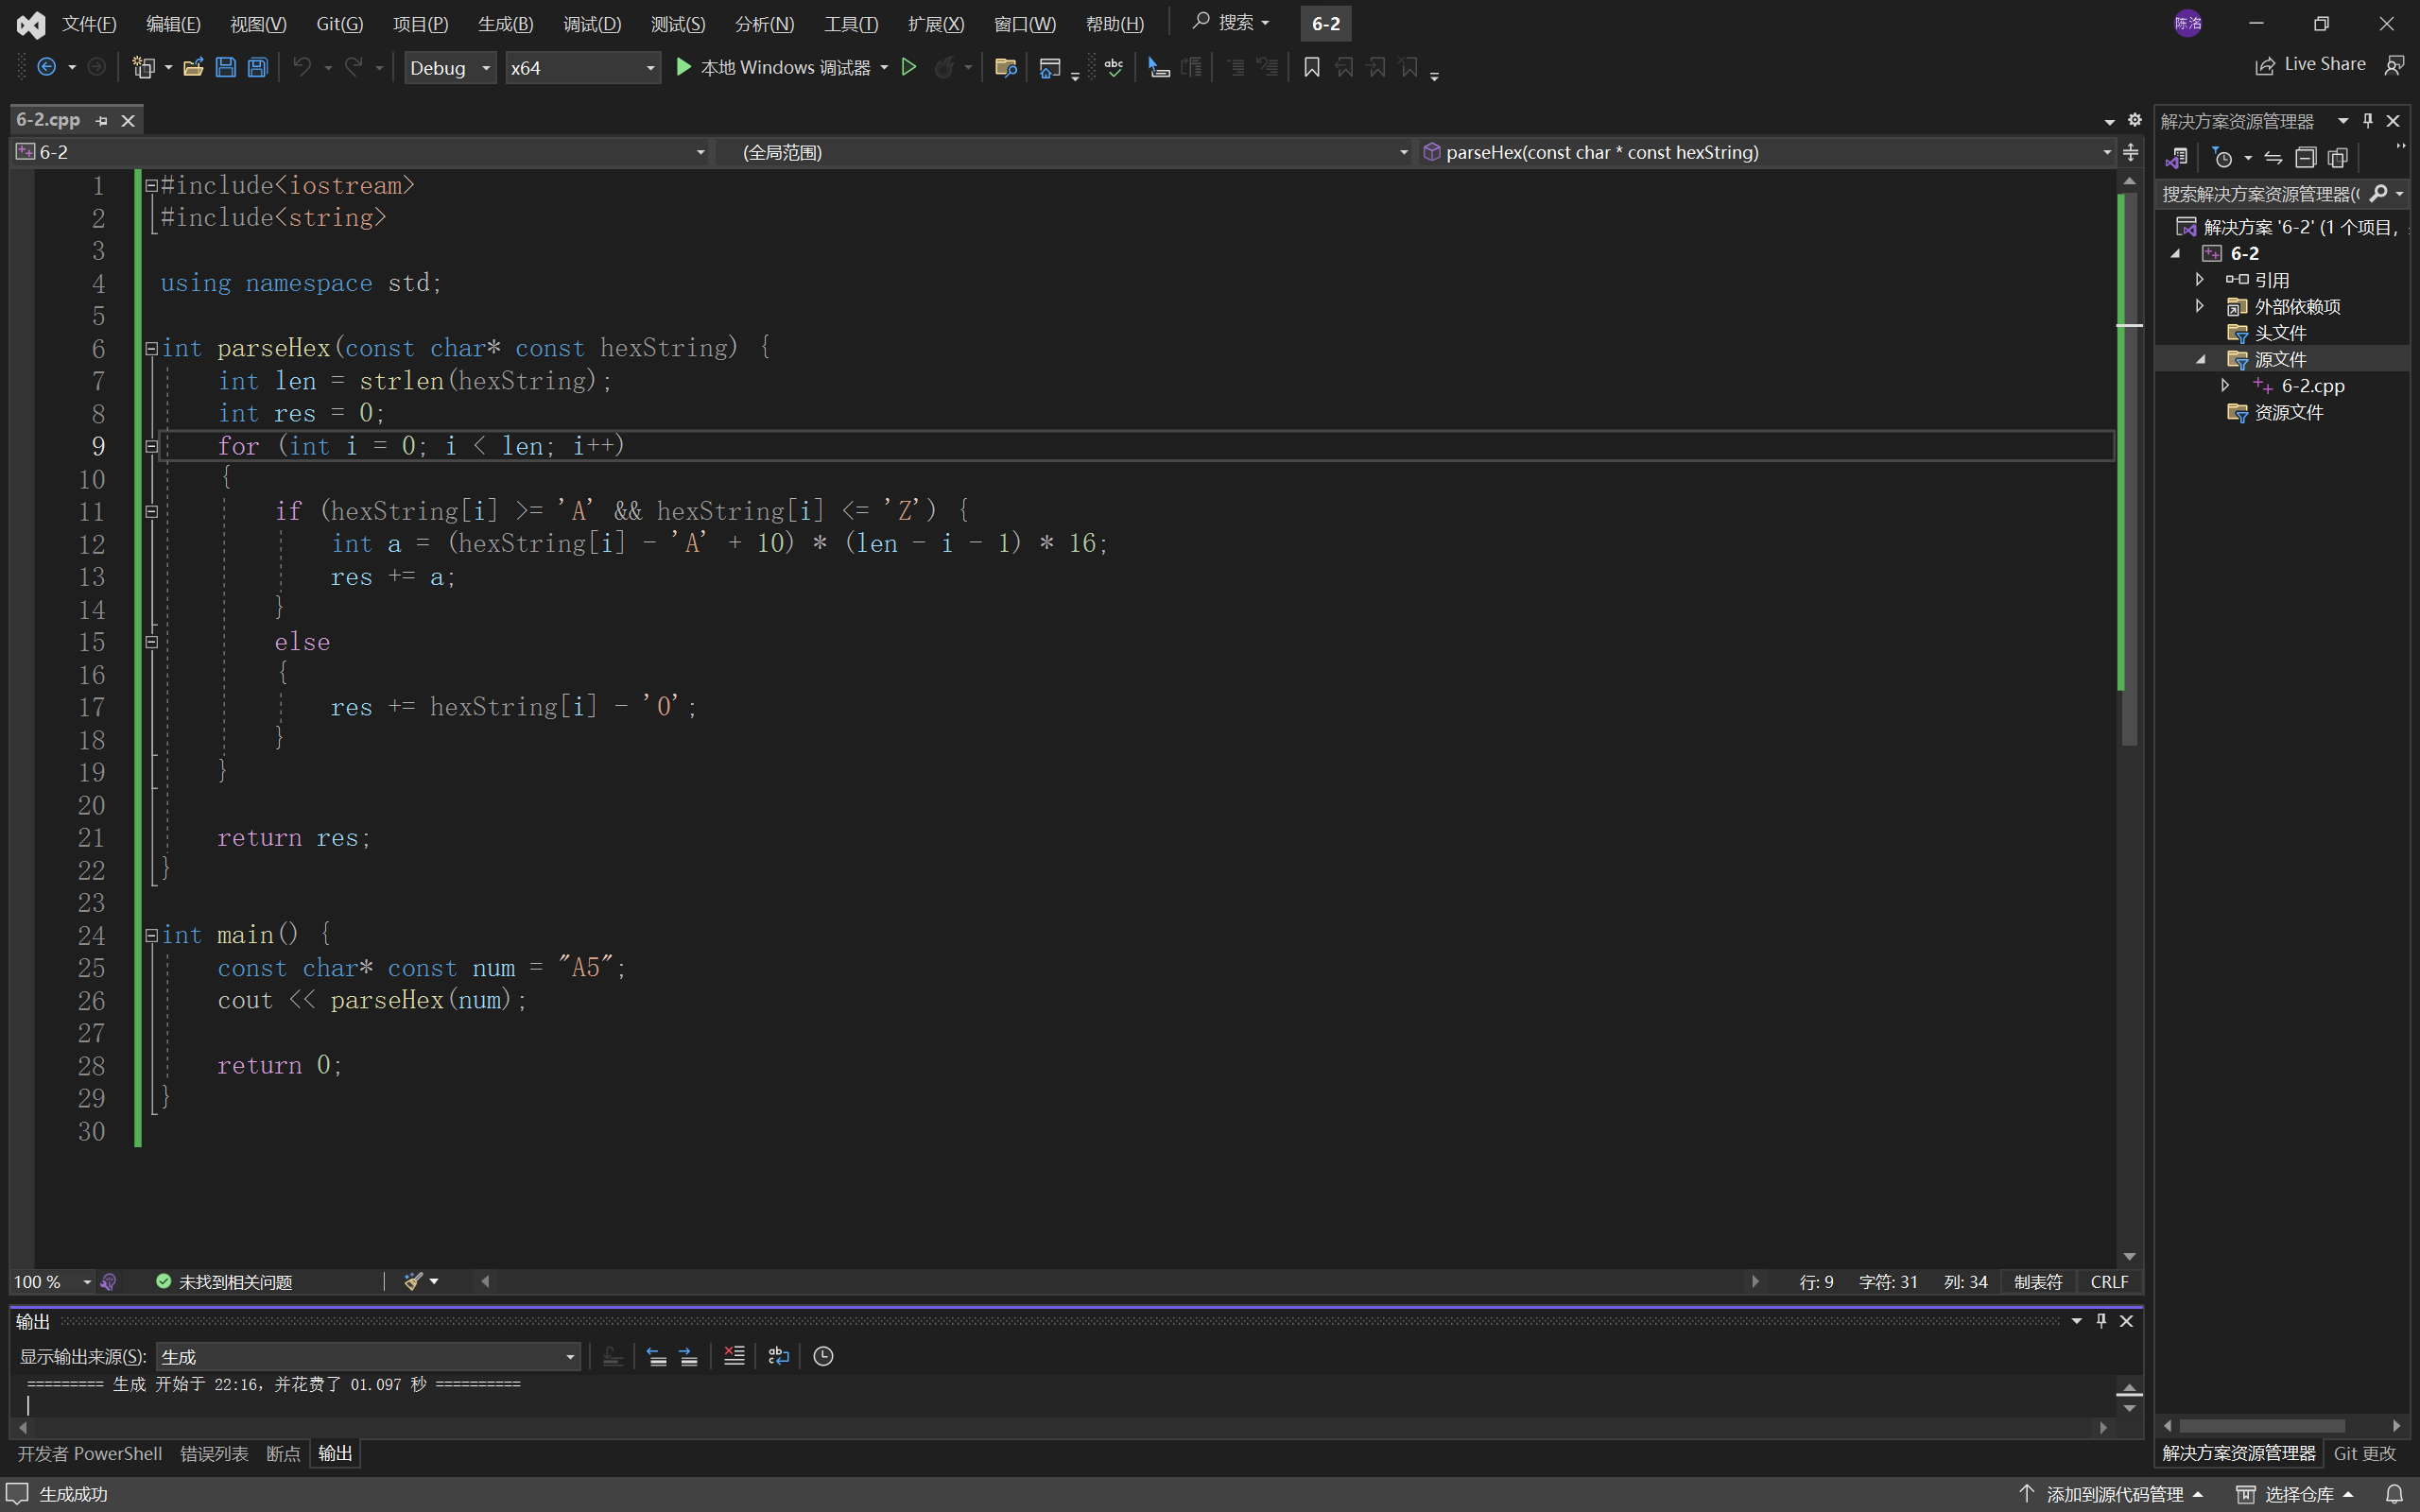 文件(F) 编辑(E) 视图(V) Git(G) 项目(P) 生成(B) 调试(D) 测试(S) 分析(N) 工具(T) 扩展(X) 窗口(W) 帮助(H) 搜索 6-2 陈洛
Debug x64 本地 Windows 调试器 Live Share
6-2.cpp
6-2 (全局范围) parseHex(const char * const hexString)
1 #include<iostream>
2 #include<string>
3
4 using namespace std;
5
6 int parseHex(const char* const hexString) {
7 int len = strlen(hexString);
8 int res = 0;
9 for (int i = 0; i < len; i++)
10 {
11 if (hexString[i] >= 'A' && hexString[i] <= 'Z') {
12 int a = (hexString[i] - 'A' + 10) * (len - i - 1) * 16;
13 res += a;
14 }
15 else
16 {
17 res += hexString[i] - '0';
18 }
19 }
20
21 return res;
22 }
23
24 int main() {
25 const char* const num = "A5";
26 cout << parseHex(num);
27
28 return 0;
29 }
30
100 % 未找到相关问题 行: 9 字符: 31 列: 34 制表符 CRLF
输出
显示输出来源(S): 生成
========= 生成 开始于 22:16，并花费了 01.097 秒 ==========
开发者 PowerShell 错误列表 断点 输出
解决方案资源管理器
搜索解决方案资源管理器(
解决方案 '6-2' (1 个项目，
6-2
引用
外部依赖项
头文件
源文件
6-2.cpp
资源文件
解决方案资源管理器 Git 更改
生成成功 添加到源代码管理 选择仓库